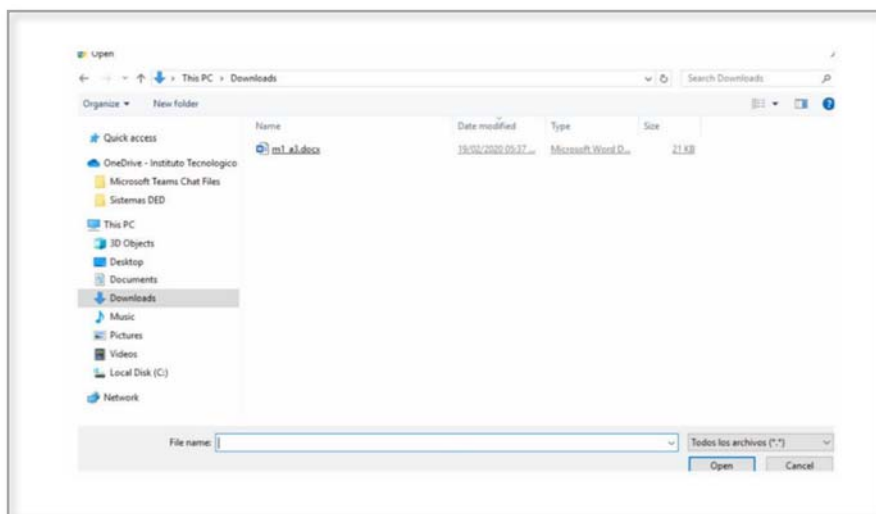 Open
This PC › Downloads
Search Downloads
Organize
New folder
Name
Date modified
Type
Size
m1_a3.docx
19/02/2020 05:37 ...
Microsoft Word D...
21 KB
Quick access
OneDrive - Instituto Tecnologico
Microsoft Teams Chat Files
Sistemas DED
This PC
3D Objects
Desktop
Documents
Downloads
Music
Pictures
Videos
Local Disk (C:)
Network
File name:
Todos los archivos (*.*)
Open
Cancel